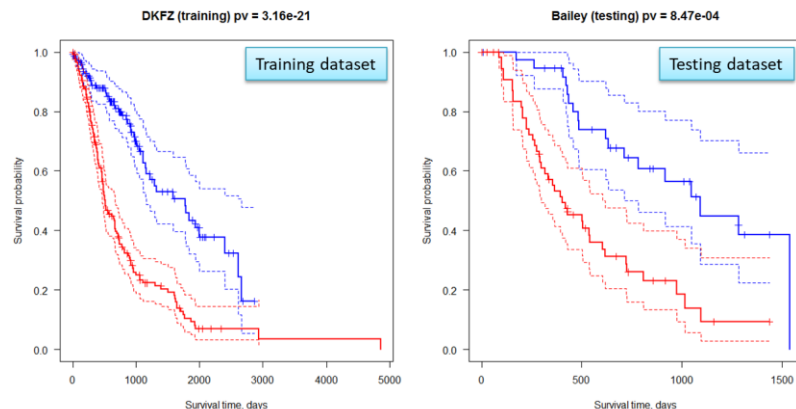 DKFZ (training) pv = 3.16e-21
Training dataset
1.0
0.8
0.6
0.4
0.2
0.0
Survival probability
0 1000 2000 3000 4000 5000
Survival time, days
Bailey (testing) pv = 8.47e-04
Testing dataset
1.0
0.8
0.6
0.4
0.2
0.0
Survival probability
0 500 1000 1500
Survival time, days